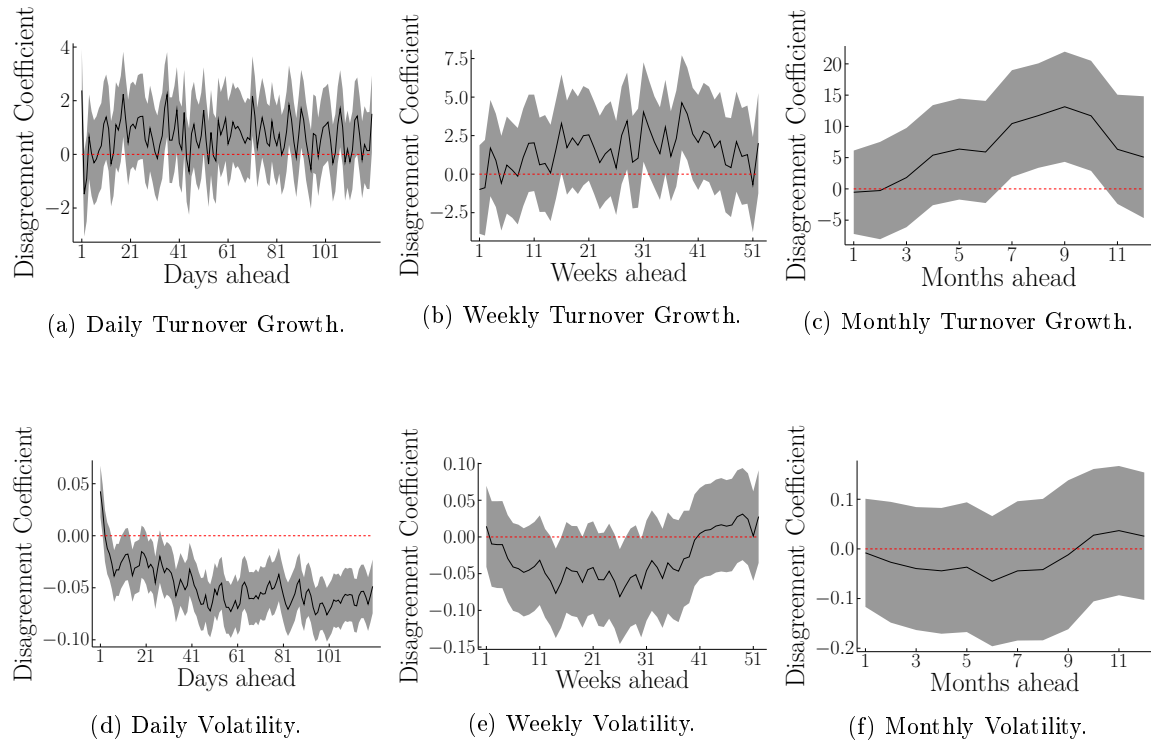 Disagreement Coefficient
4
2
0
−2
1 21 41 61 81 101
Days ahead
(a) Daily Turnover Growth.
Disagreement Coefficient
7.5
5.0
2.5
0.0
−2.5
1 11 21 31 41 51
Weeks ahead
(b) Weekly Turnover Growth.
Disagreement Coefficient
20
15
10
5
0
−5
1 3 5 7 9 11
Months ahead
(c) Monthly Turnover Growth.
Disagreement Coefficient
0.05
0.00
−0.05
−0.10
1 21 41 61 81 101
Days ahead
(d) Daily Volatility.
Disagreement Coefficient
0.10
0.05
0.00
−0.05
−0.10
−0.15
1 11 21 31 41 51
Weeks ahead
(e) Weekly Volatility.
Disagreement Coefficient
0.1
0.0
−0.1
−0.2
1 3 5 7 9 11
Months ahead
(f) Monthly Volatility.